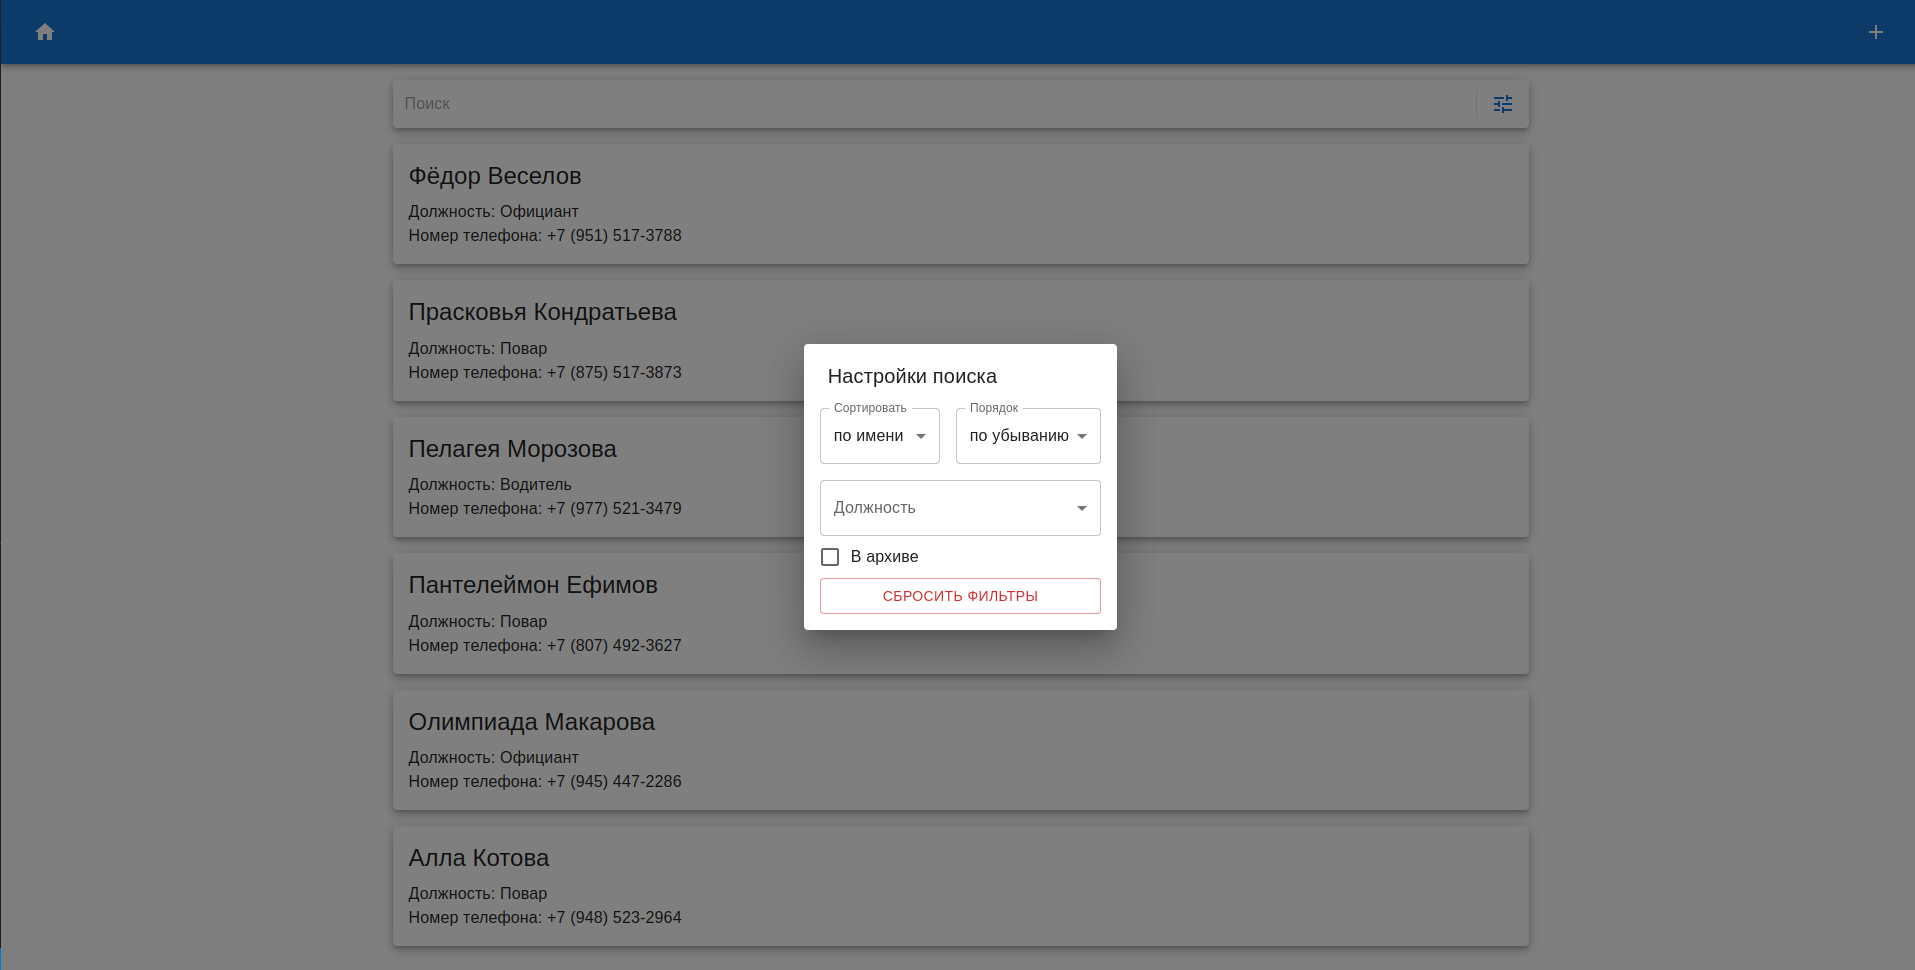 Поиск
Фёдор Веселов
Должность: Официант
Номер телефона: +7 (951) 517-3788
Прасковья Кондратьева
Должность: Повар
Номер телефона: +7 (875) 517-3873
Пелагея Морозова
Должность: Водитель
Номер телефона: +7 (977) 521-3479
Пантелеймон Ефимов
Должность: Повар
Номер телефона: +7 (807) 492-3627
Олимпиада Макарова
Должность: Официант
Номер телефона: +7 (945) 447-2286
Алла Котова
Должность: Повар
Номер телефона: +7 (948) 523-2964
Настройки поиска
Сортировать
по имени
Порядок
по убыванию
Должность
В архиве
СБРОСИТЬ ФИЛЬТРЫ